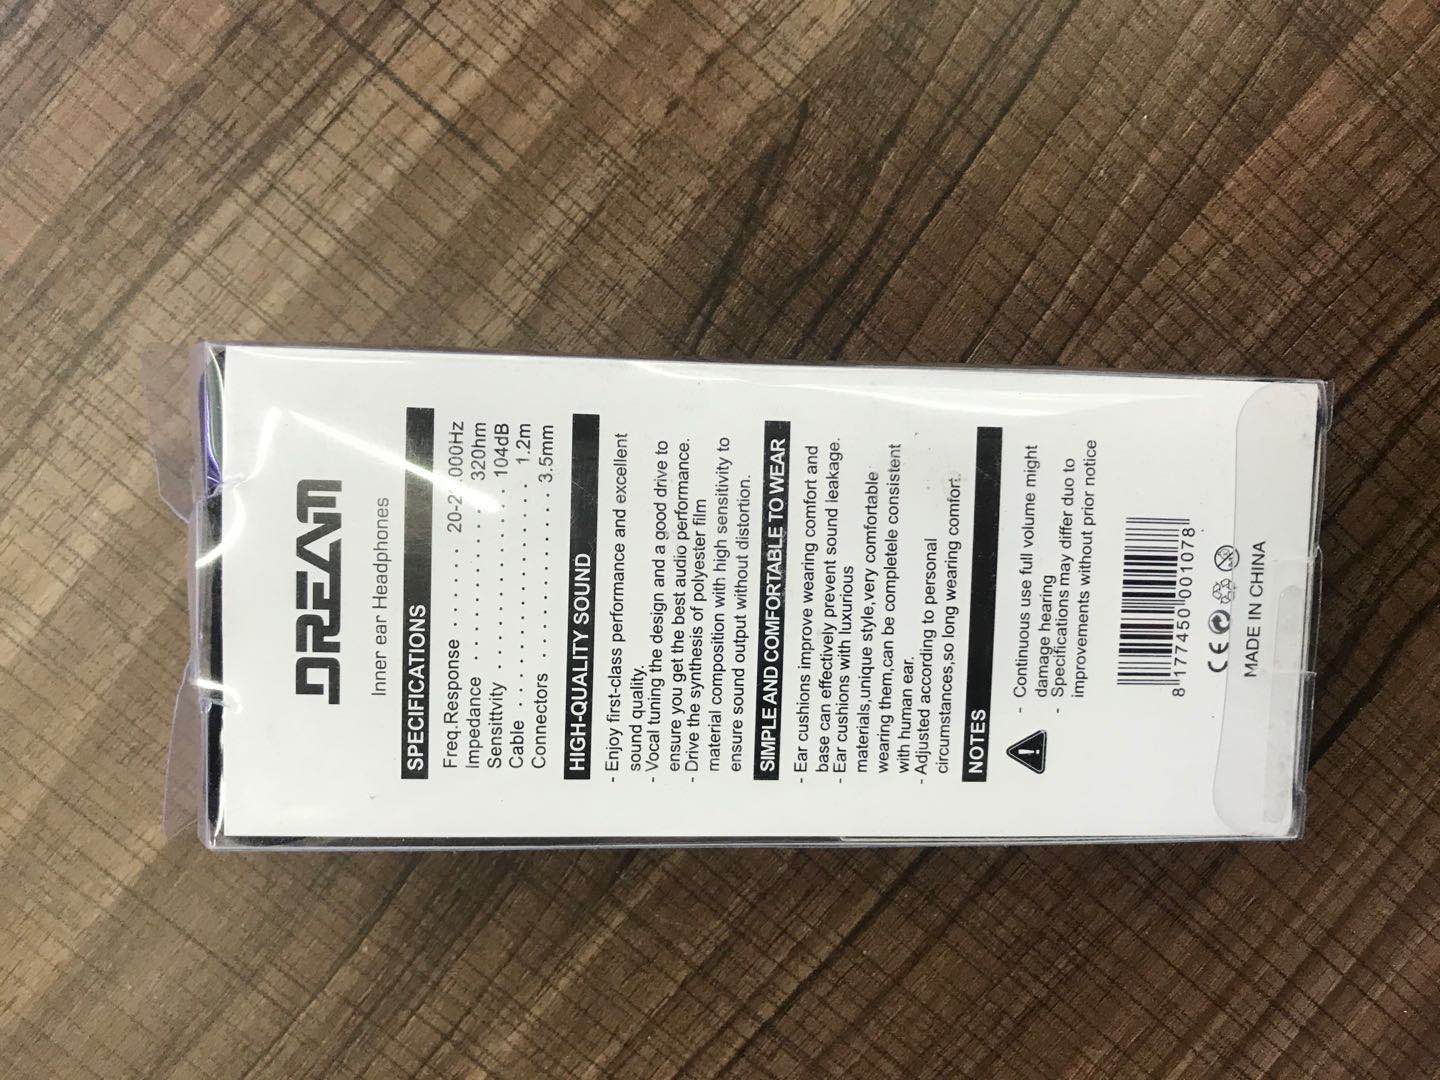 DREAM
Inner ear Headphones
SPECIFICATIONS
Freq.Response . . . . . .
Impedance . . . . . . . . . . . . . 320hm
Sensittvity . . . . . . . . . . . . . 104dB
Cable . . . . . . . . . . . . . . . . . 1.2m
Connectors . . . . . . . . . . . . 3.5mm
HIGH-QUALITY SOUND
- Enjoy first-class performance and excellent
sound quality.
- Vocal tuning the design and a good drive to
ensure you get the best audio performance.
- Drive the synthesis of polyester film
material composition with high sensitivity to
ensure sound output without distortion.
SIMPLE AND COMFORTABLE TO WEAR
- Ear cushions improve wearing comfort and
base can effectively prevent sound leakage.
- Ear cushions with luxurious
materials,unique style,very comfortable
wearing them,can be completele consistent
with human ear.
- Adjusted according to personal
circumstances,so long wearing comfort.
NOTES
- Continuous use full volume might
damage hearing
- Specifications may differ duo to
improvements without prior notice
8 177450 001078
CE
MADE IN CHINA